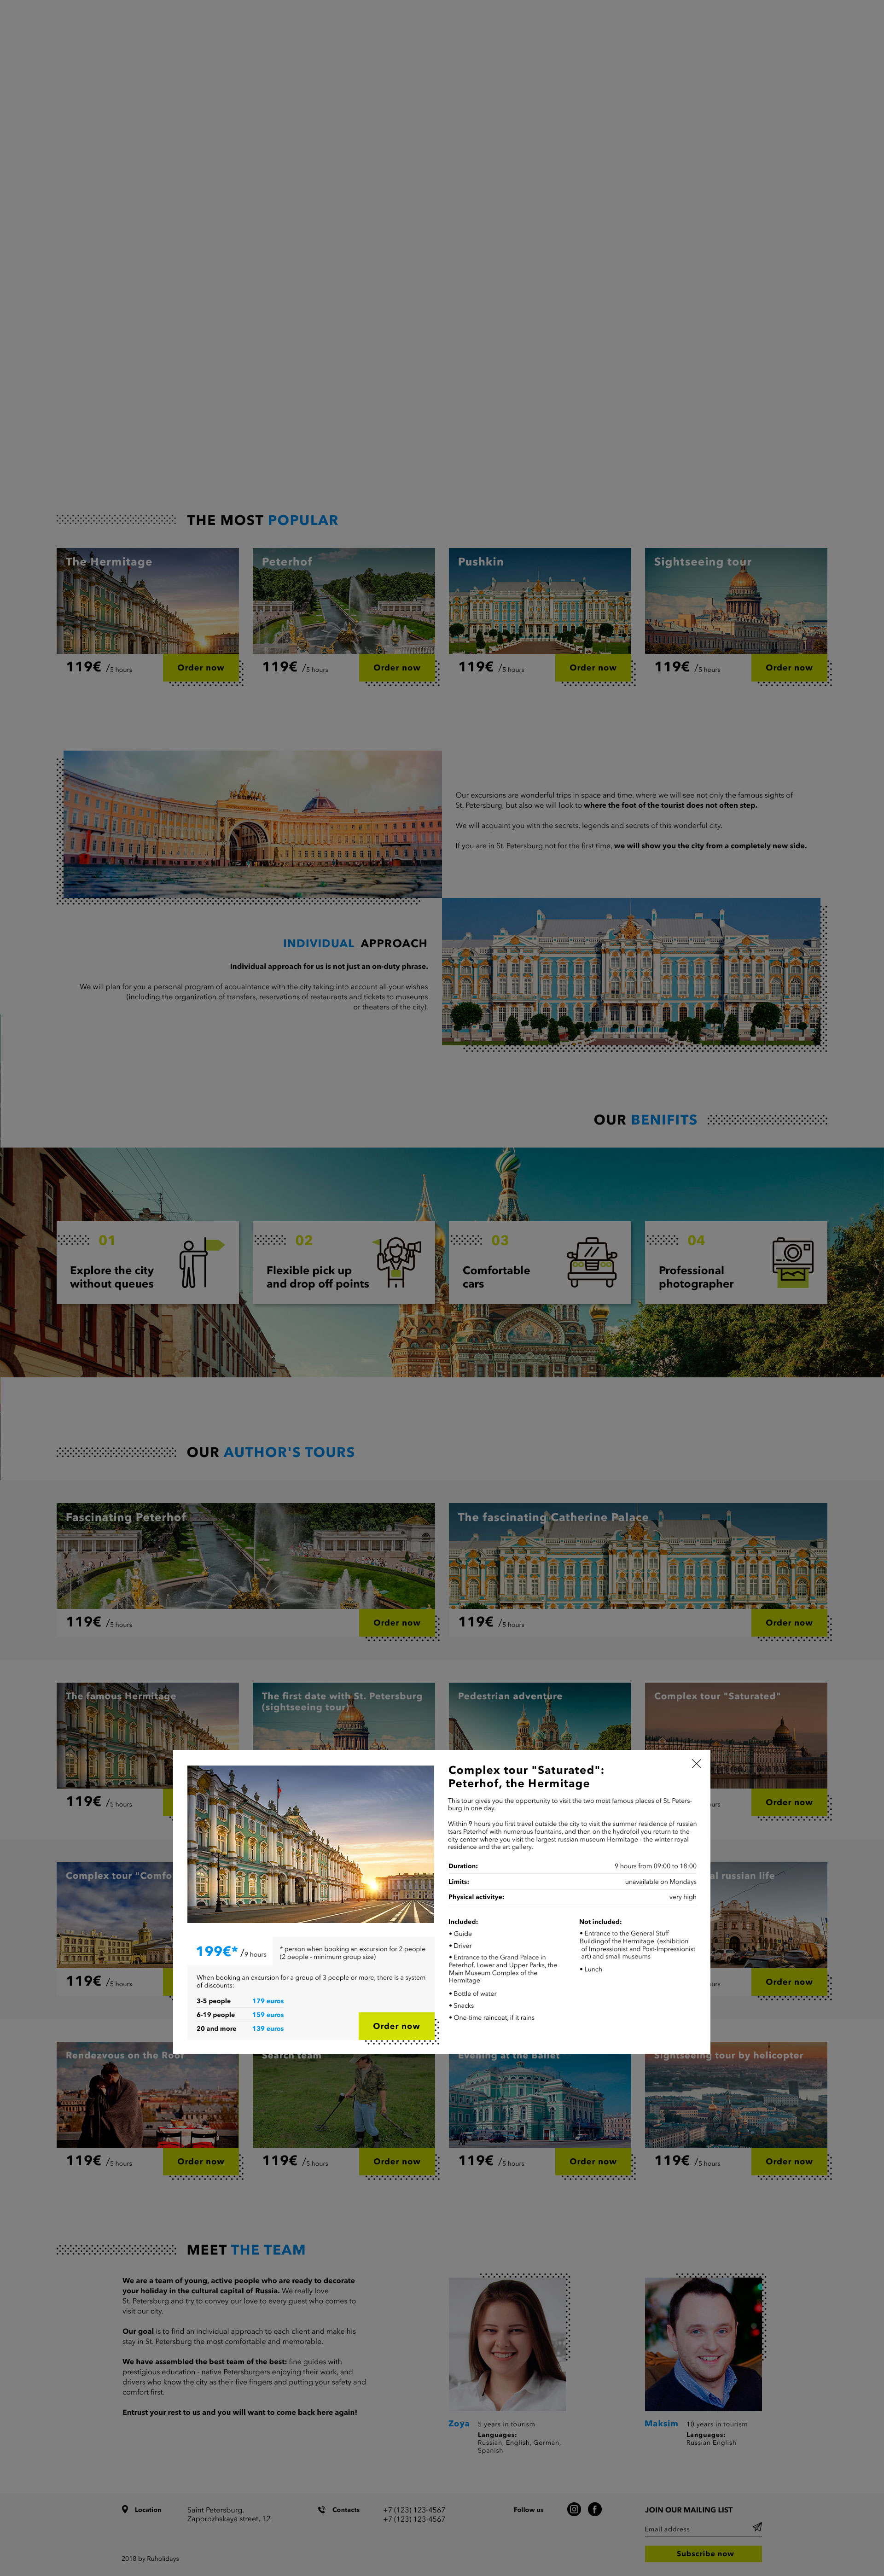 THE MOST POPULAR
The Hermitage
119€ /5 hours
Order now
Peterhof
119€ /5 hours
Order now
Pushkin
119€ /5 hours
Order now
Sightseeing tour
119€ /5 hours
Order now
Our excursions are wonderful trips in space and time, where we will see not only the famous sights of
St. Petersburg, but also we will look to where the foot of the tourist does not often step.
We will acquaint you with the secrets, legends and secrets of this wonderful city.
If you are in St. Petersburg not for the first time, we will show you the city from a completely new side.
INDIVIDUAL APPROACH
Individual approach for us is not just an on-duty phrase.
We will plan for you a personal program of acquaintance with the city taking into account all your wishes
(including the organization of transfers, reservations of restaurants and tickets to museums
or theaters of the city).
OUR BENIFITS
01
Explore the city
without queues
02
Flexible pick up
and drop off points
03
Comfortable
cars
04
Professional
photographer
OUR AUTHOR'S TOURS
Fascinating Peterhof
119€ /5 hours
Order now
The fascinating Catherine Palace
119€ /5 hours
Order now
The famous Hermitage
119€ /
The first date with St. Petersburg
(sightseeing tour)
Pedestrian adventure
Complex tour "Saturated"
Order now
Complex tour "Comfo
119€ /
al russian life
Order now
Complex tour "Saturated":
Peterhof, the Hermitage
This tour gives you the opportunity to visit the two most famous places of St. Peters-
burg in one day.
Within 9 hours you first travel outside the city to visit the summer residence of russian
tsars Peterhof with numerous fountains, and then on the hydrofoil you return to the
city center where you visit the largest russian museum Hermitage - the winter royal
residence and the art gallery.
Duration: 9 hours from 09:00 to 18:00
Limits: unavailable on Mondays
Physical activitye: very high
Included:
• Guide
• Driver
• Entrance to the Grand Palace in
Peterhof, Lower and Upper Parks, the
Main Museum Complex of the
Hermitage
• Bottle of water
• Snacks
• One-time raincoat, if it rains
Not included:
• Entrance to the General Stuff
Buildingof the Hermitage (exhibition
of Impressionist and Post-Impressionist
art) and small museums
• Lunch
199€* /9 hours
* person when booking an excursion for 2 people
(2 people - minimum group size)
When booking an excursion for a group of 3 people or more, there is a system
of discounts:
3-5 people 179 euros
6-19 people 159 euros
20 and more 139 euros
Order now
Rendezvous on the Roof
119€ /5 hours
Order now
Search team
119€ /5 hours
Order now
Evening at the Ballet
119€ /5 hours
Order now
Sightseeing tour by helicopter
119€ /5 hours
Order now
MEET THE TEAM
We are a team of young, active people who are ready to decorate
your holiday in the cultural capital of Russia. We really love
St. Petersburg and try to convey our love to every guest who comes to
visit our city.
Our goal is to find an individual approach to each client and make his
stay in St. Petersburg the most comfortable and memorable.
We have assembled the best team of the best: fine guides with
prestigious education - native Petersburgers enjoying their work, and
drivers who know the city as their five fingers and putting your safety and
comfort first.
Entrust your rest to us and you will want to come back here again!
Zoya 5 years in tourism
Languages:
Russian, English, German,
Spanish
Maksim 10 years in tourism
Languages:
Russian English
Location
Saint Petersburg,
Zaporozhskaya street, 12
Contacts
+7 (123) 123-4567
+7 (123) 123-4567
Follow us
JOIN OUR MAILING LIST
Email address
Subscribe now
2018 by Ruholidays